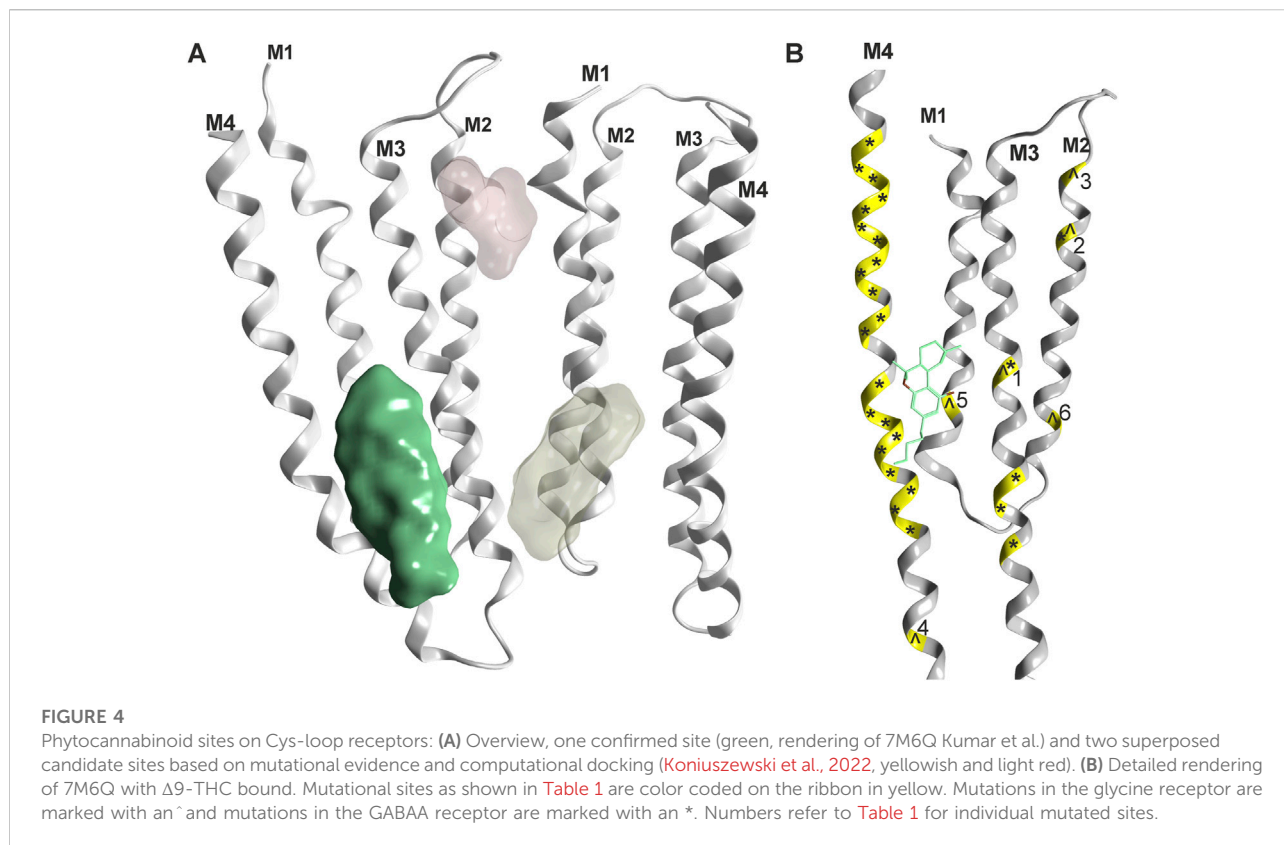 A
M1
M4
M3
M2
M1
M2
M3
M4
B
M4
M1
M3
M2
^3
*^2
*
^1
^5
^6
^4
FIGURE 4
Phytocannabinoid sites on Cys-loop receptors: (A) Overview, one confirmed site (green, rendering of 7M6Q Kumar et al.) and two superposed
candidate sites based on mutational evidence and computational docking (Koniuszewski et al., 2022, yellowish and light red). (B) Detailed rendering
of 7M6Q with Δ9-THC bound. Mutational sites as shown in Table 1 are color coded on the ribbon in yellow. Mutations in the glycine receptor are
marked with an ^ and mutations in the GABAA receptor are marked with an *. Numbers refer to Table 1 for individual mutated sites.